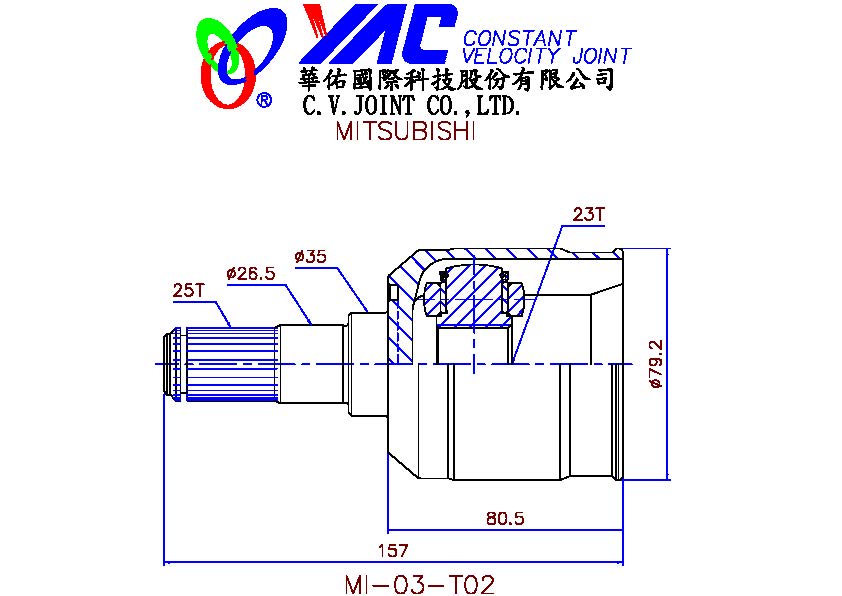 YAC CONSTANT
VELOCITY JOINT
®
華佑國際科技股份有限公司
C.V.JOINT CO.,LTD.
MITSUBISHI
23T
ø35
ø26.5
25T
ø79.2
80.5
157
MI-03-T02